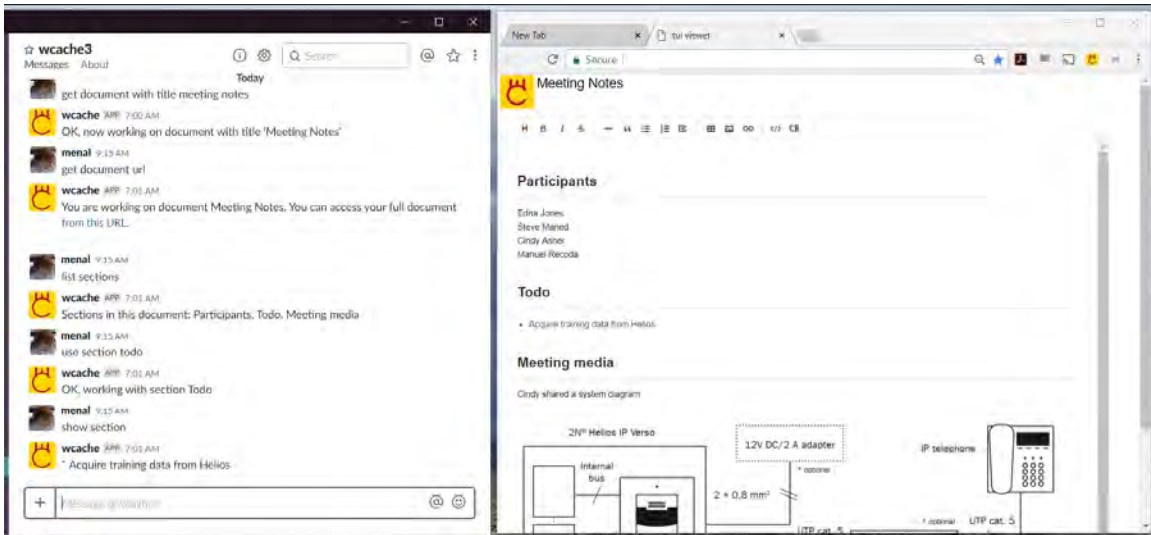 wcache3
Messages About
Search
Today
get document with title meeting notes
wcache APP 7:00 AM
OK, now working on document with title 'Meeting Notes'
menal 9:15 AM
get document url
wcache APP 7:01 AM
You are working on document Meeting Notes. You can access your full document
from this URL.
menal 9:15 AM
list sections
wcache APP 7:01 AM
Sections in this document: Participants, Todo, Meeting media
menal 9:15 AM
use section todo
wcache APP 7:01 AM
OK, working with section Todo
menal 9:15 AM
show section
wcache APP 7:01 AM
* Acquire training data from Helios
New Tab
tui viewer
Secure
Meeting Notes
Participants
Edna Jones
Steve Maned
Cindy Asher
Manuel Recoda
Todo
• Acquire training data from Helios
Meeting media
Cindy shared a system diagram
2N® Helios IP Verso
12V DC/2 A adapter
IP telephone
Internal
bus
* optional
2 × 0,8 mm²
* optional
UTP cat. 5
UTP cat. 5